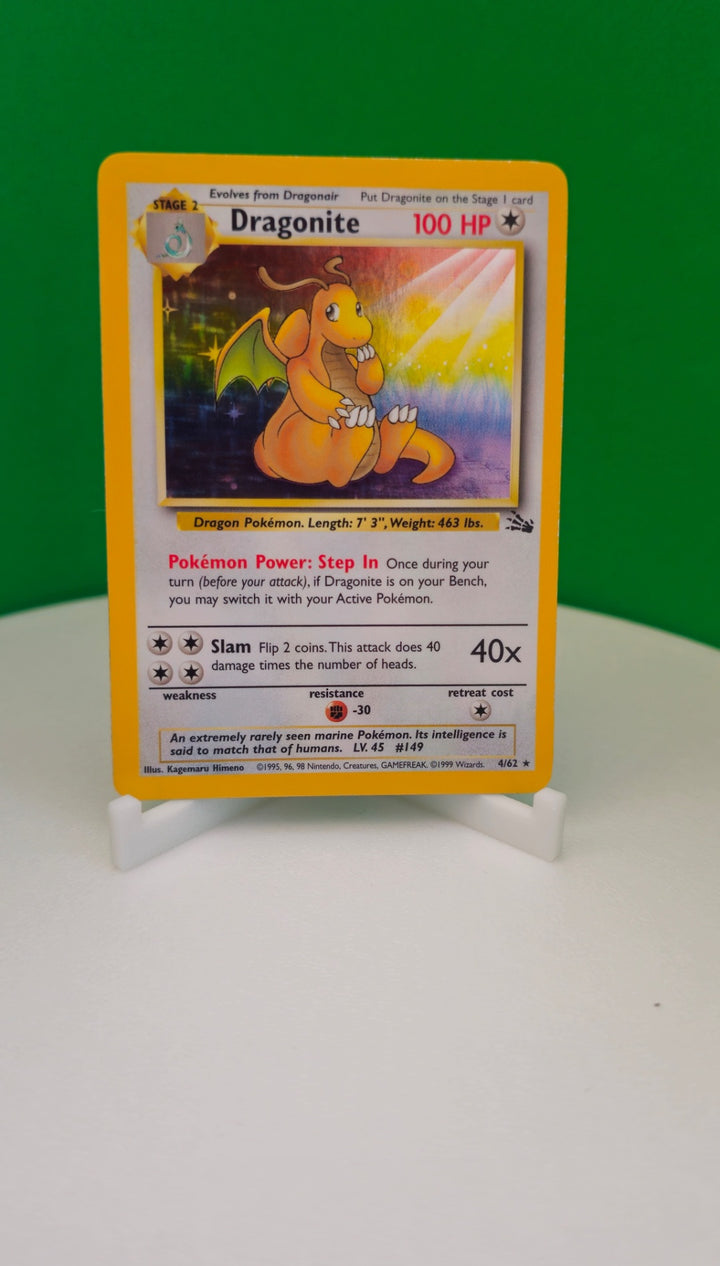 Evolves from Dragonair Put Dragonite on the Stage 1 card
STAGE 2
Dragonite 100 HP
Dragon Pokémon. Length: 7' 3", Weight: 463 lbs.
Pokémon Power: Step In Once during your
turn (before your attack), if Dragonite is on your Bench,
you may switch it with your Active Pokémon.
Slam Flip 2 coins. This attack does 40
damage times the number of heads.
40x
weakness resistance retreat cost
-30
An extremely rarely seen marine Pokémon. Its intelligence is
said to match that of humans. LV. 45 #149
Illus. Kagemaru Himeno ©1995, 96, 98 Nintendo, Creatures, GAMEFREAK. ©1999 Wizards. 4/62 ★